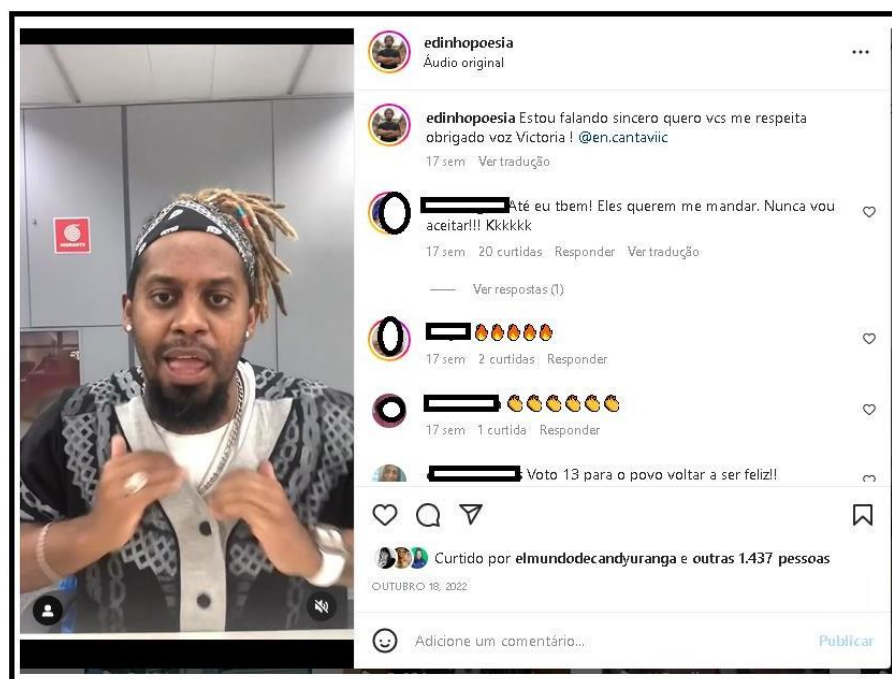 edinhopoesia
Áudio original
edinhopoesia Estou falando sincero quero vcs me respeita
obrigado voz Victoria ! @en.cantaviic
17 sem Ver tradução
Até eu tbem! Eles querem me mandar. Nunca vou
aceitar!!! Kkkkkk
17 sem 20 curtidas Responder Ver tradução
Ver respostas (1)
🔥🔥🔥🔥🔥
17 sem 2 curtidas Responder
👏👏👏👏👏👏
17 sem 1 curtida Responder
Voto 13 para o povo voltar a ser feliz!!
Curtido por elmundodecandyuranga e outras 1.437 pessoas
OUTUBRO 18, 2022
Adicione um comentário... Publicar